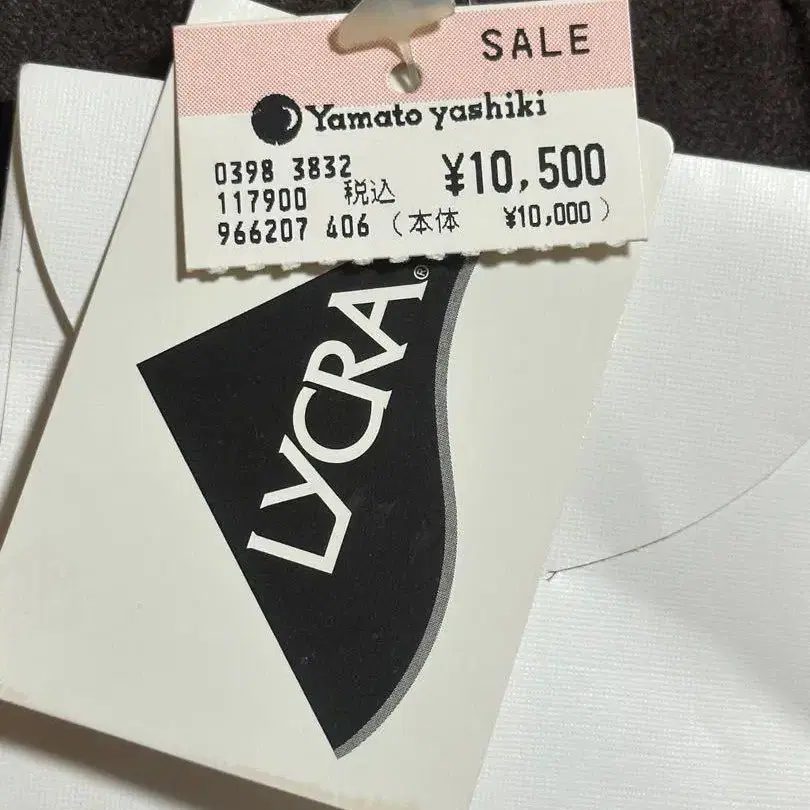 SALE
Yamato yashiki
0398 3832
117900 税込 ¥10,500
966207 406 (本体 ¥10,000)
LYCRA®